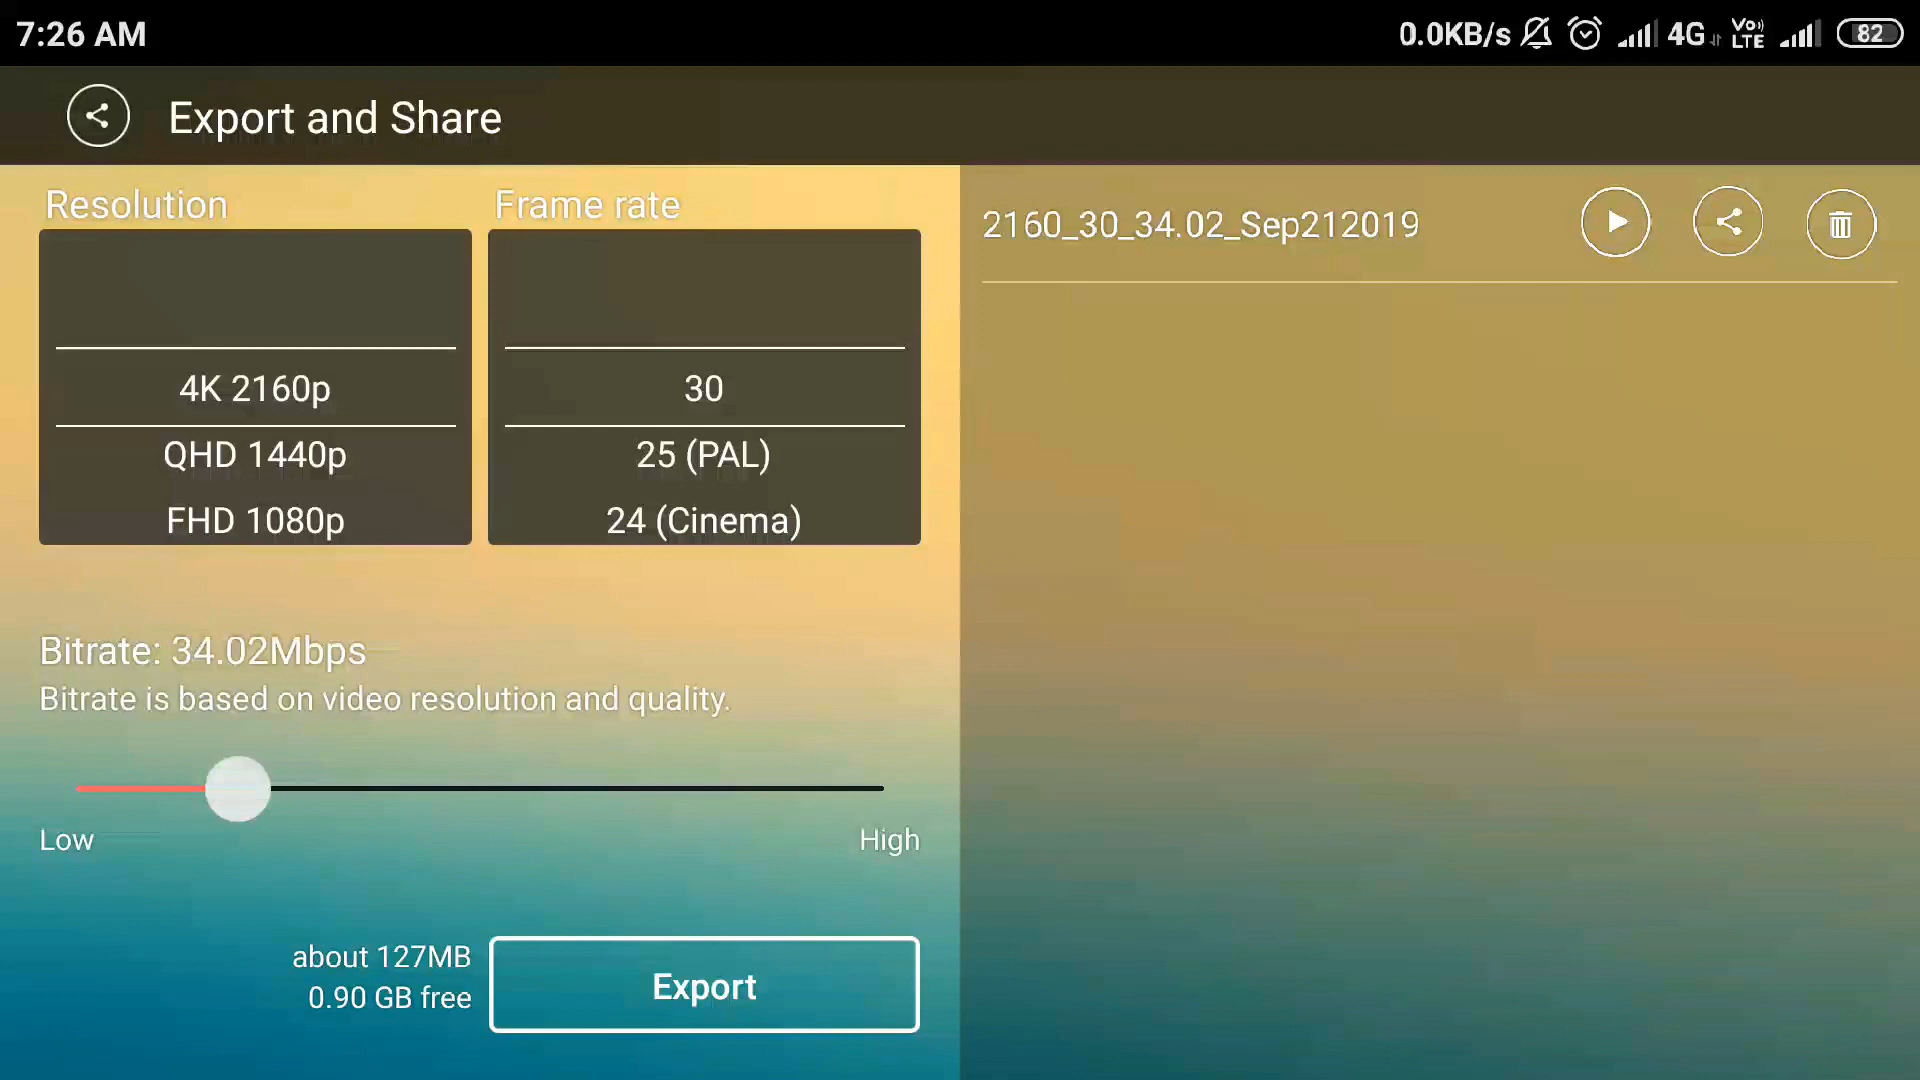 7:26 AM
0.0KB/s 4G Vo LTE 82
Export and Share
Resolution
Frame rate
4K 2160p
QHD 1440p
FHD 1080p
30
25 (PAL)
24 (Cinema)
Bitrate: 34.02Mbps
Bitrate is based on video resolution and quality.
Low
High
about 127MB
0.90 GB free
Export
2160_30_34.02_Sep212019